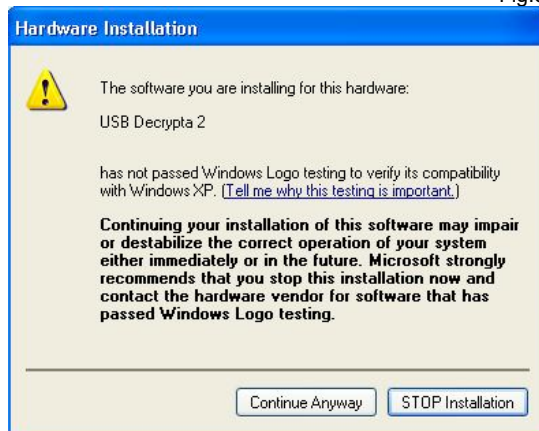 Hardware Installation
The software you are installing for this hardware:
USB Decrypta 2
has not passed Windows Logo testing to verify its compatibility
with Windows XP. (Tell me why this testing is important.)
Continuing your installation of this software may impair
or destabilize the correct operation of your system
either immediately or in the future. Microsoft strongly
recommends that you stop this installation now and
contact the hardware vendor for software that has
passed Windows Logo testing.
Continue Anyway STOP Installation